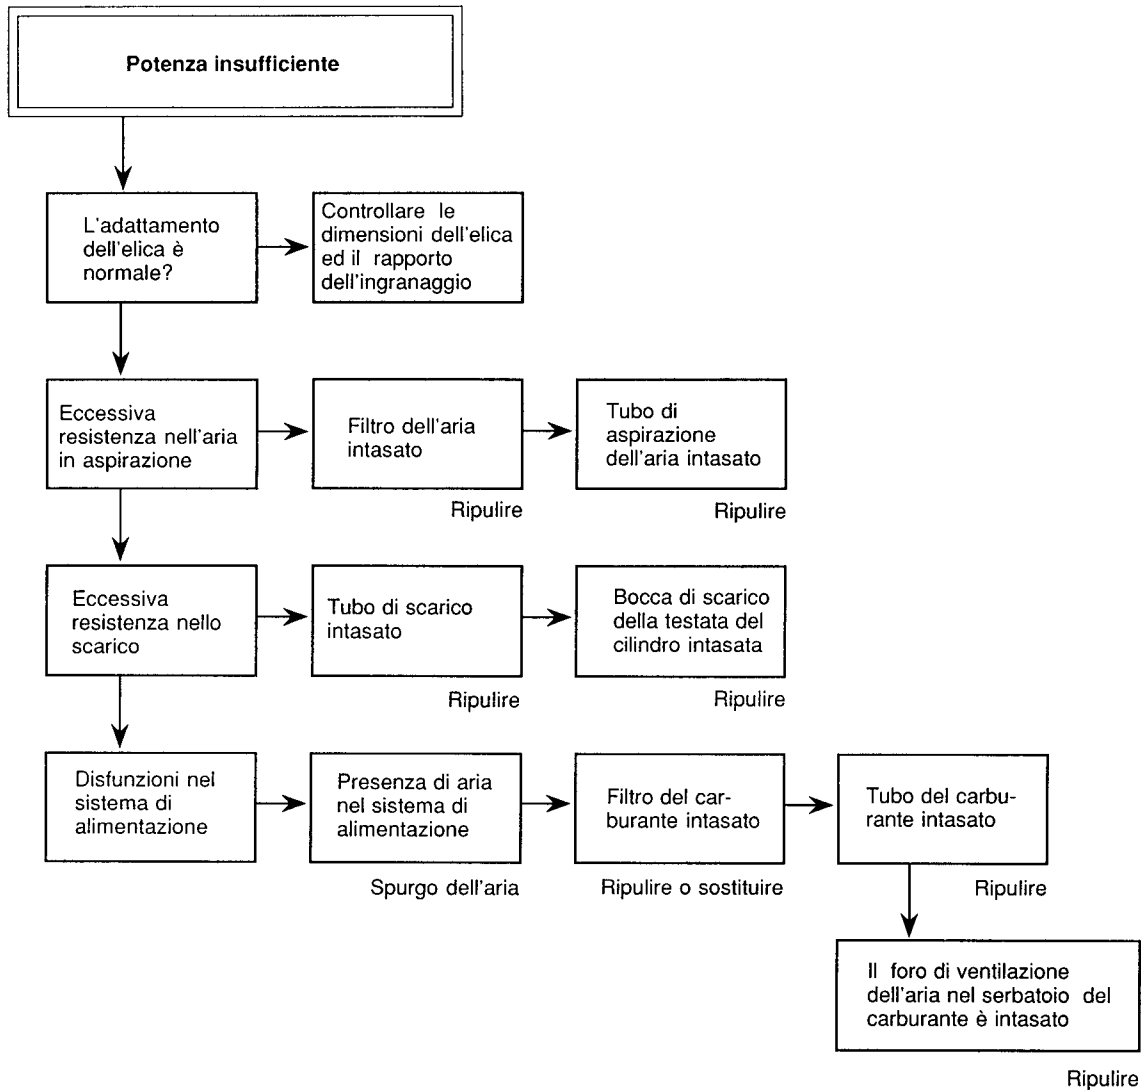 Potenza insufficiente
L'adattamento
dell'elica è
normale?
Controllare le
dimensioni dell'elica
ed il rapporto
dell'ingranaggio
Eccessiva
resistenza nell'aria
in aspirazione
Filtro dell'aria
intasato
Ripulire
Tubo di
aspirazione
dell'aria intasato
Ripulire
Eccessiva
resistenza nello
scarico
Tubo di scarico
intasato
Ripulire
Bocca di scarico
della testata del
cilindro intasata
Ripulire
Disfunzioni nel
sistema di
alimentazione
Presenza di aria
nel sistema di
alimentazione
Spurgo dell'aria
Filtro del car-
burante intasato
Ripulire o sostituire
Tubo del carbu-
rante intasato
Ripulire
Il foro di ventilazione
dell'aria nel serbatoio del
carburante è intasato
Ripulire